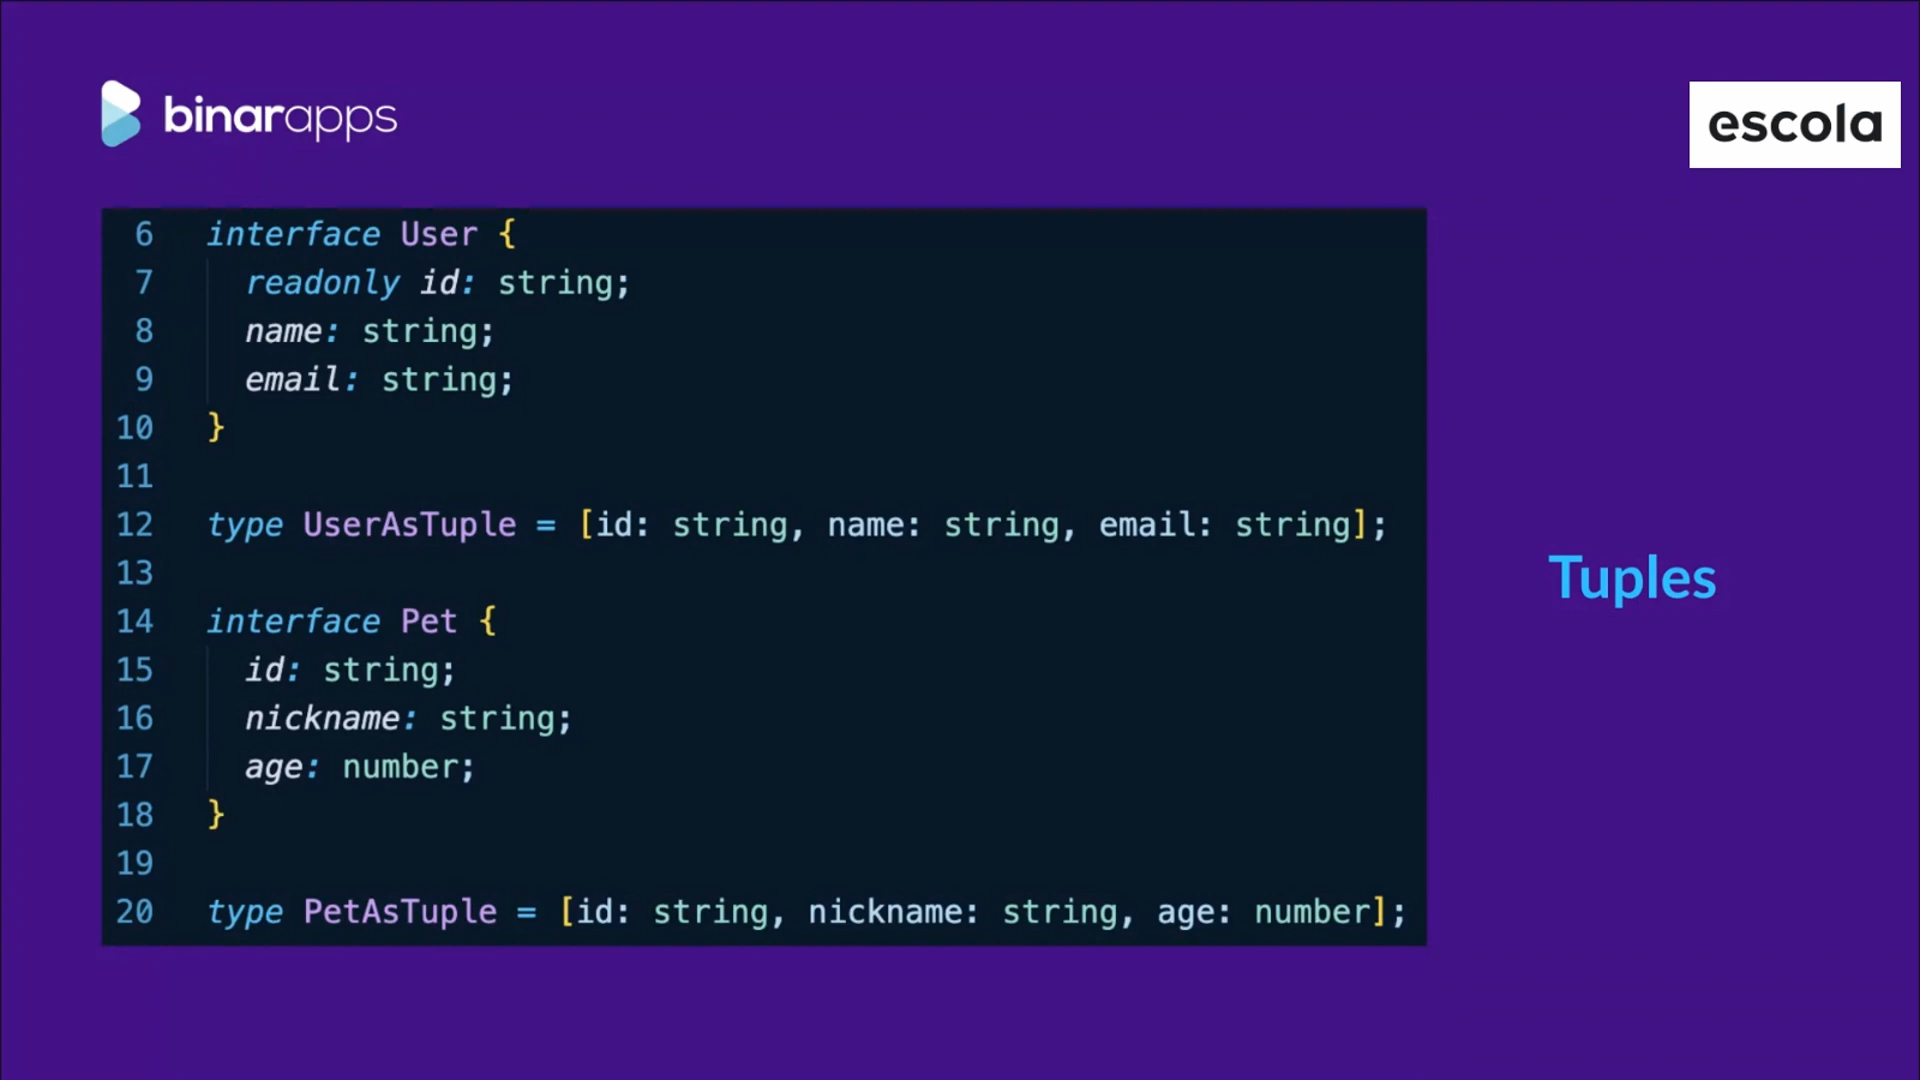 binarapps
escola
6 interface User {
7 readonly id: string;
8 name: string;
9 email: string;
10 }
11
12 type UserAsTuple = [id: string, name: string, email: string];
13
14 interface Pet {
15 id: string;
16 nickname: string;
17 age: number;
18 }
19
20 type PetAsTuple = [id: string, nickname: string, age: number];
Tuples